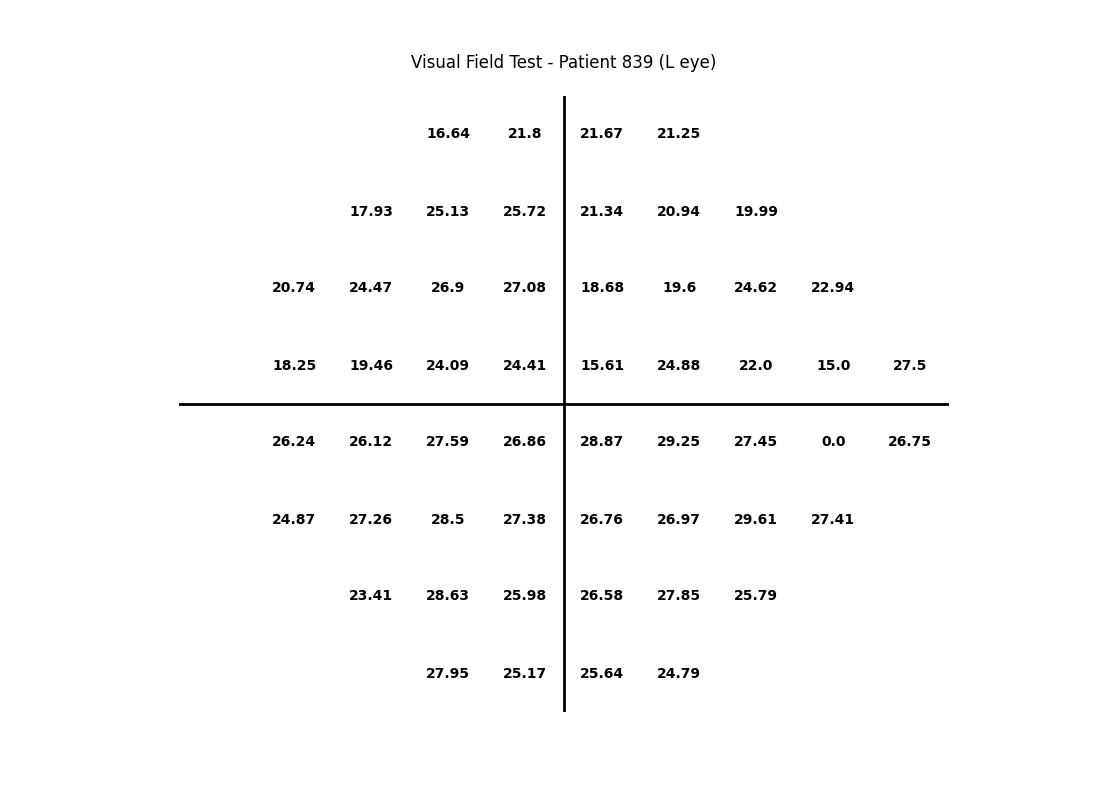 Visual Field Test - Patient 839 (L eye)
16.64 21.8 21.67 21.25
17.93 25.13 25.72 21.34 20.94 19.99
20.74 24.47 26.9 27.08 18.68 19.6 24.62 22.94
18.25 19.46 24.09 24.41 15.61 24.88 22.0 15.0 27.5
26.24 26.12 27.59 26.86 28.87 29.25 27.45 0.0 26.75
24.87 27.26 28.5 27.38 26.76 26.97 29.61 27.41
23.41 28.63 25.98 26.58 27.85 25.79
27.95 25.17 25.64 24.79